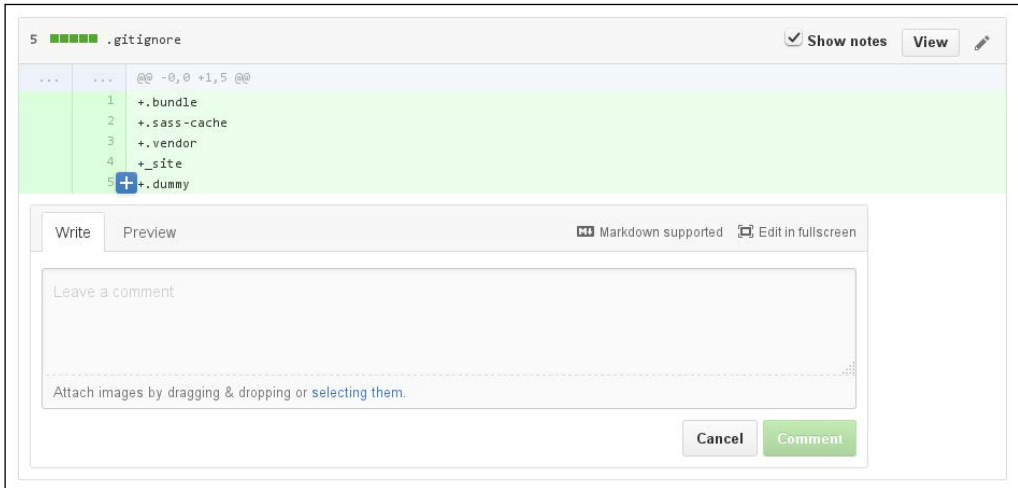 5 .gitignore Show notes View
... ... @@ -0,0 +1,5 @@
1 +.bundle
2 +.sass-cache
3 +.vendor
4 +_site
5 +.dummy
Write Preview Markdown supported Edit in fullscreen
Leave a comment
Attach images by dragging & dropping or selecting them.
Cancel Comment